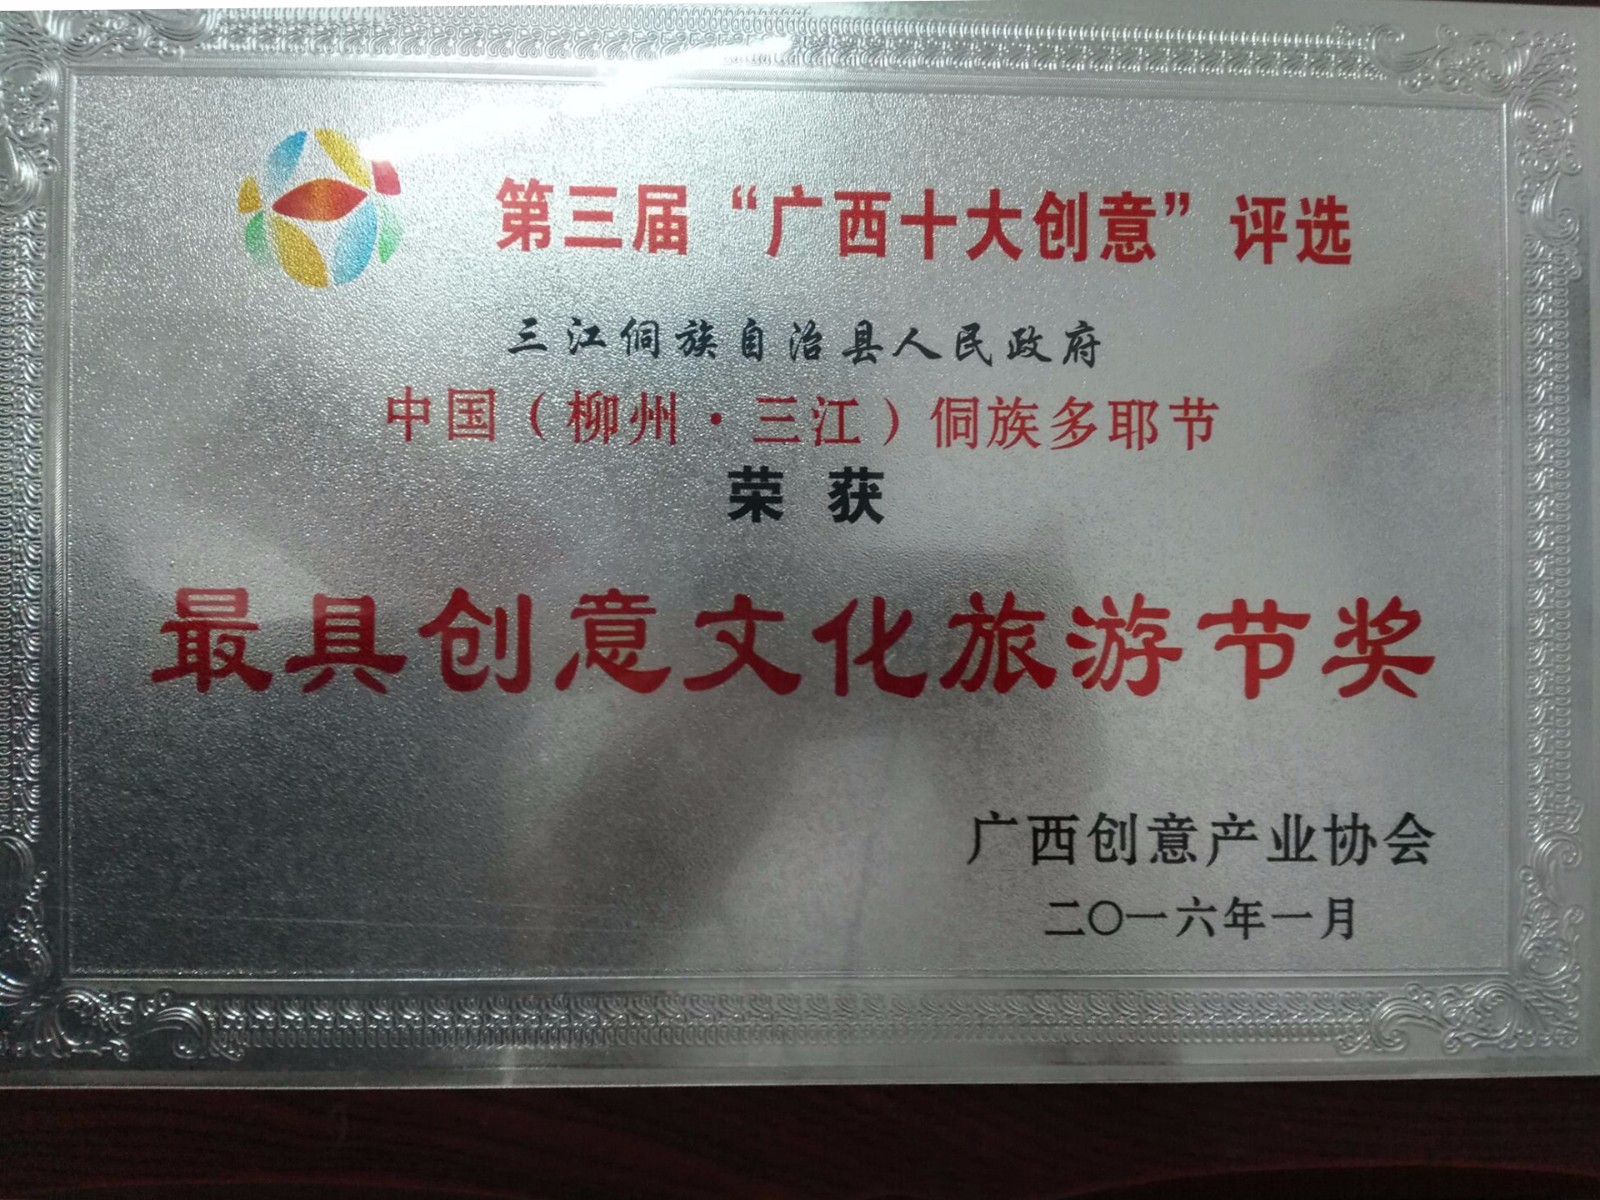 第三届“广西十大创意”评选
三江侗族自治县人民政府
中国（柳州·三江）侗族多耶节
荣获
最具创意文化旅游节奖
广西创意产业协会
二〇一六年一月